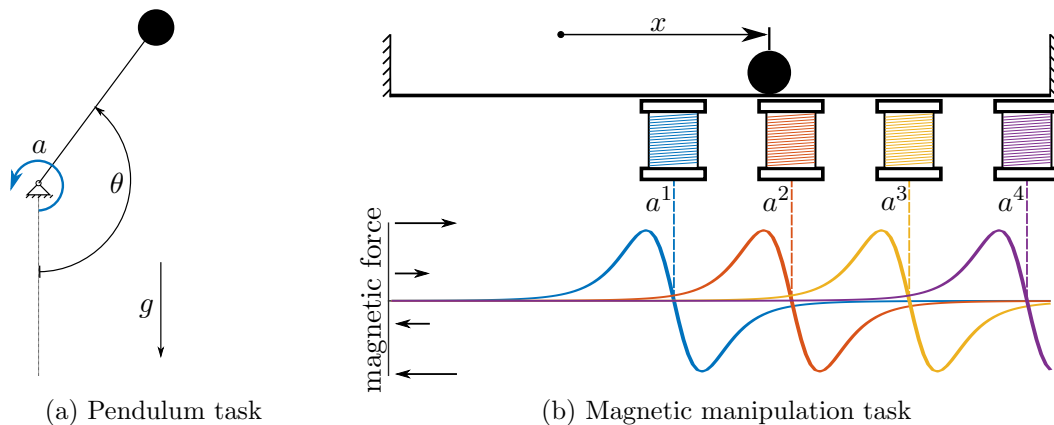 a
θ
g
(a) Pendulum task
x
a¹ a² a³ a⁴
magnetic force
(b) Magnetic manipulation task